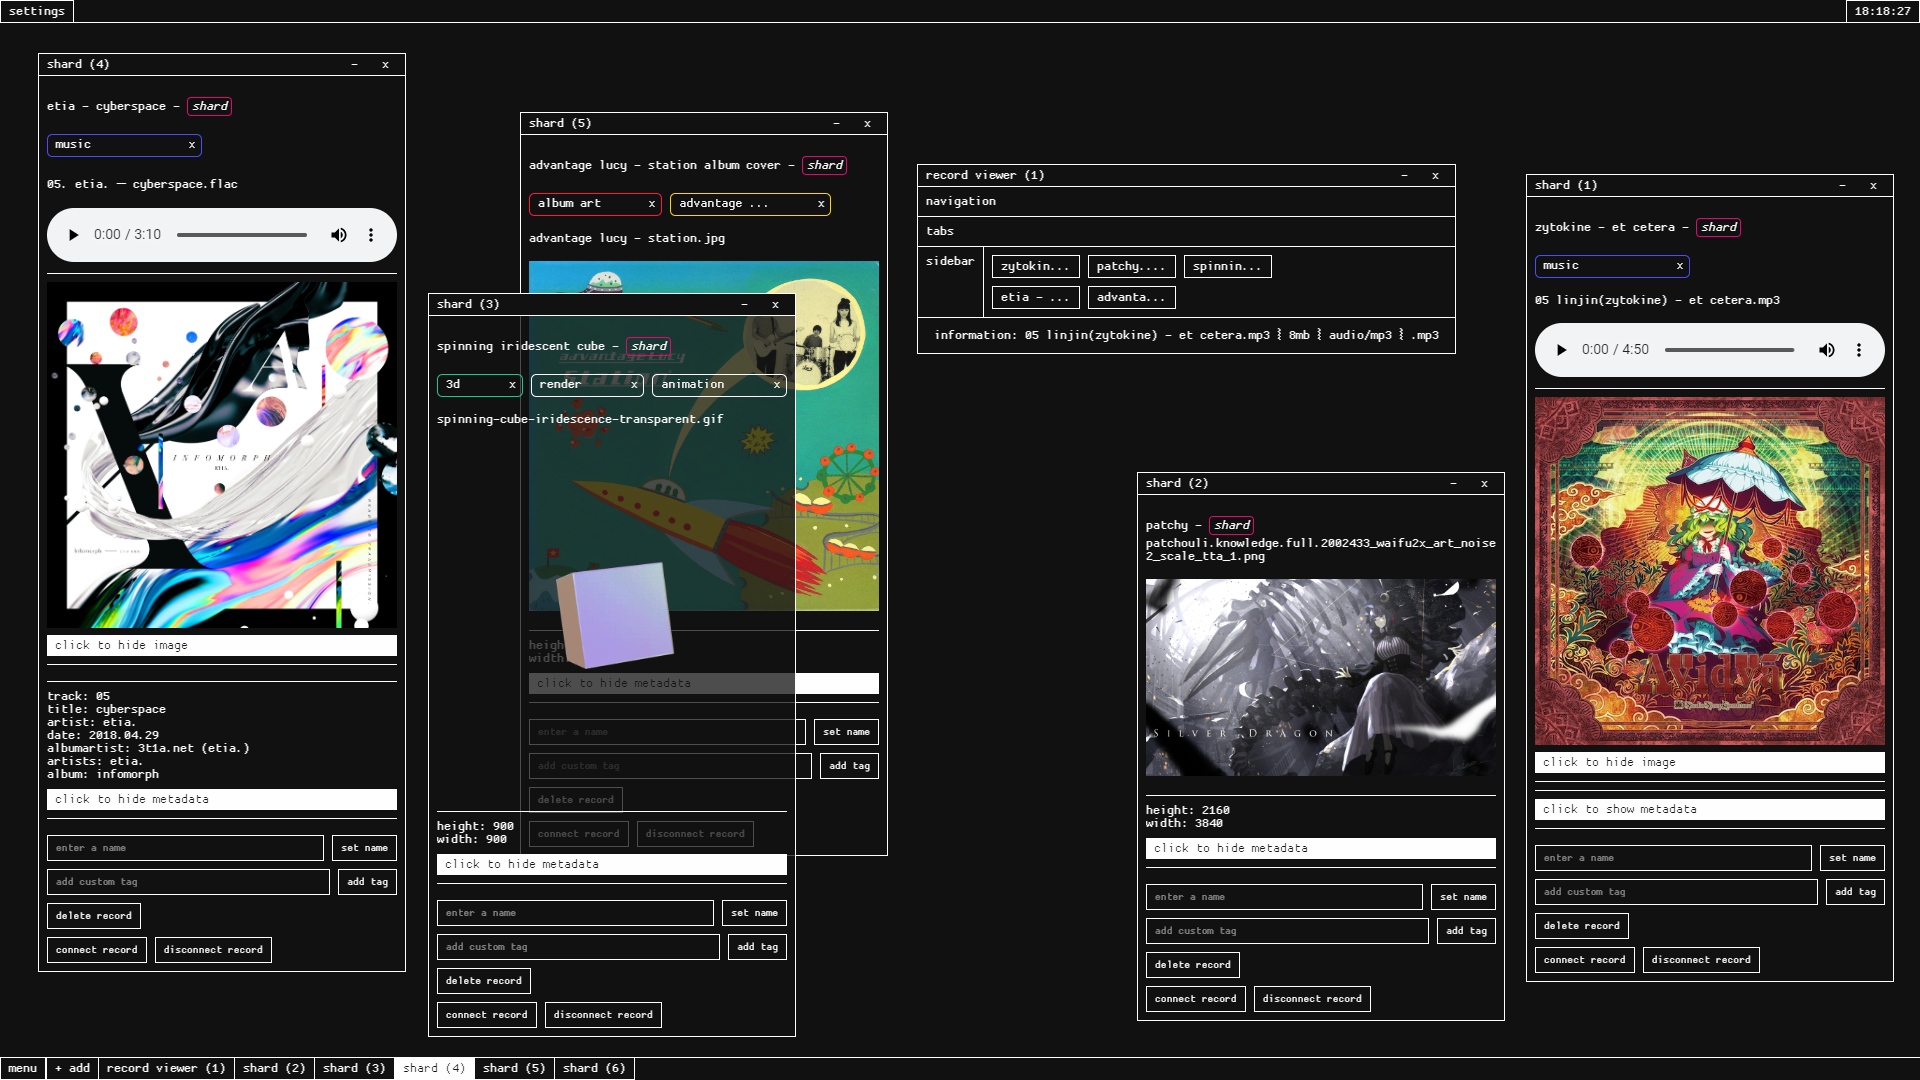 settings
18:18:27
shard (4) - x
etia - cyberspace - shard
music x
05. etia. — cyberspace.flac
0:00 / 3:10
INFOMORPH
ETIA.
click to hide image
track: 05
title: cyberspace
artist: etia.
date: 2018.04.29
albumartist: 3t1a.net (etia.)
artists: etia.
album: infomorph
click to hide metadata
enter a name set name
add custom tag add tag
delete record
connect record disconnect record
shard (5) - x
advantage lucy - station album cover - shard
album art x advantage ... x
advantage lucy - station.jpg
advantageLucy
Station
heigh
width
click to hide metadata
enter a name set name
add custom tag add tag
delete record
connect record disconnect record
shard (3) - x
spinning iridescent cube - shard
3d x render x animation x
spinning-cube-iridescence-transparent.gif
height: 900
width: 900
click to hide metadata
enter a name set name
add custom tag add tag
delete record
connect record disconnect record
record viewer (1) - x
navigation
tabs
sidebar
zytokin... patchy.... spinnin...
etia - ... advanta...
information: 05 linjin(zytokine) - et cetera.mp3 ⌇ 8mb ⌇ audio/mp3 ⌇ .mp3
shard (2) - x
patchy - shard
patchouli.knowledge.full.2002433_waifu2x_art_noise
2_scale_tta_1.png
SILVER DRAGON
height: 2160
width: 3840
click to hide metadata
enter a name set name
add custom tag add tag
delete record
connect record disconnect record
shard (1) - x
zytokine - et cetera - shard
music x
05 linjin(zytokine) - et cetera.mp3
0:00 / 4:50
AVidya
click to hide image
click to show metadata
enter a name set name
add custom tag add tag
delete record
connect record disconnect record
menu + add record viewer (1) shard (2) shard (3) shard (4) shard (5) shard (6)